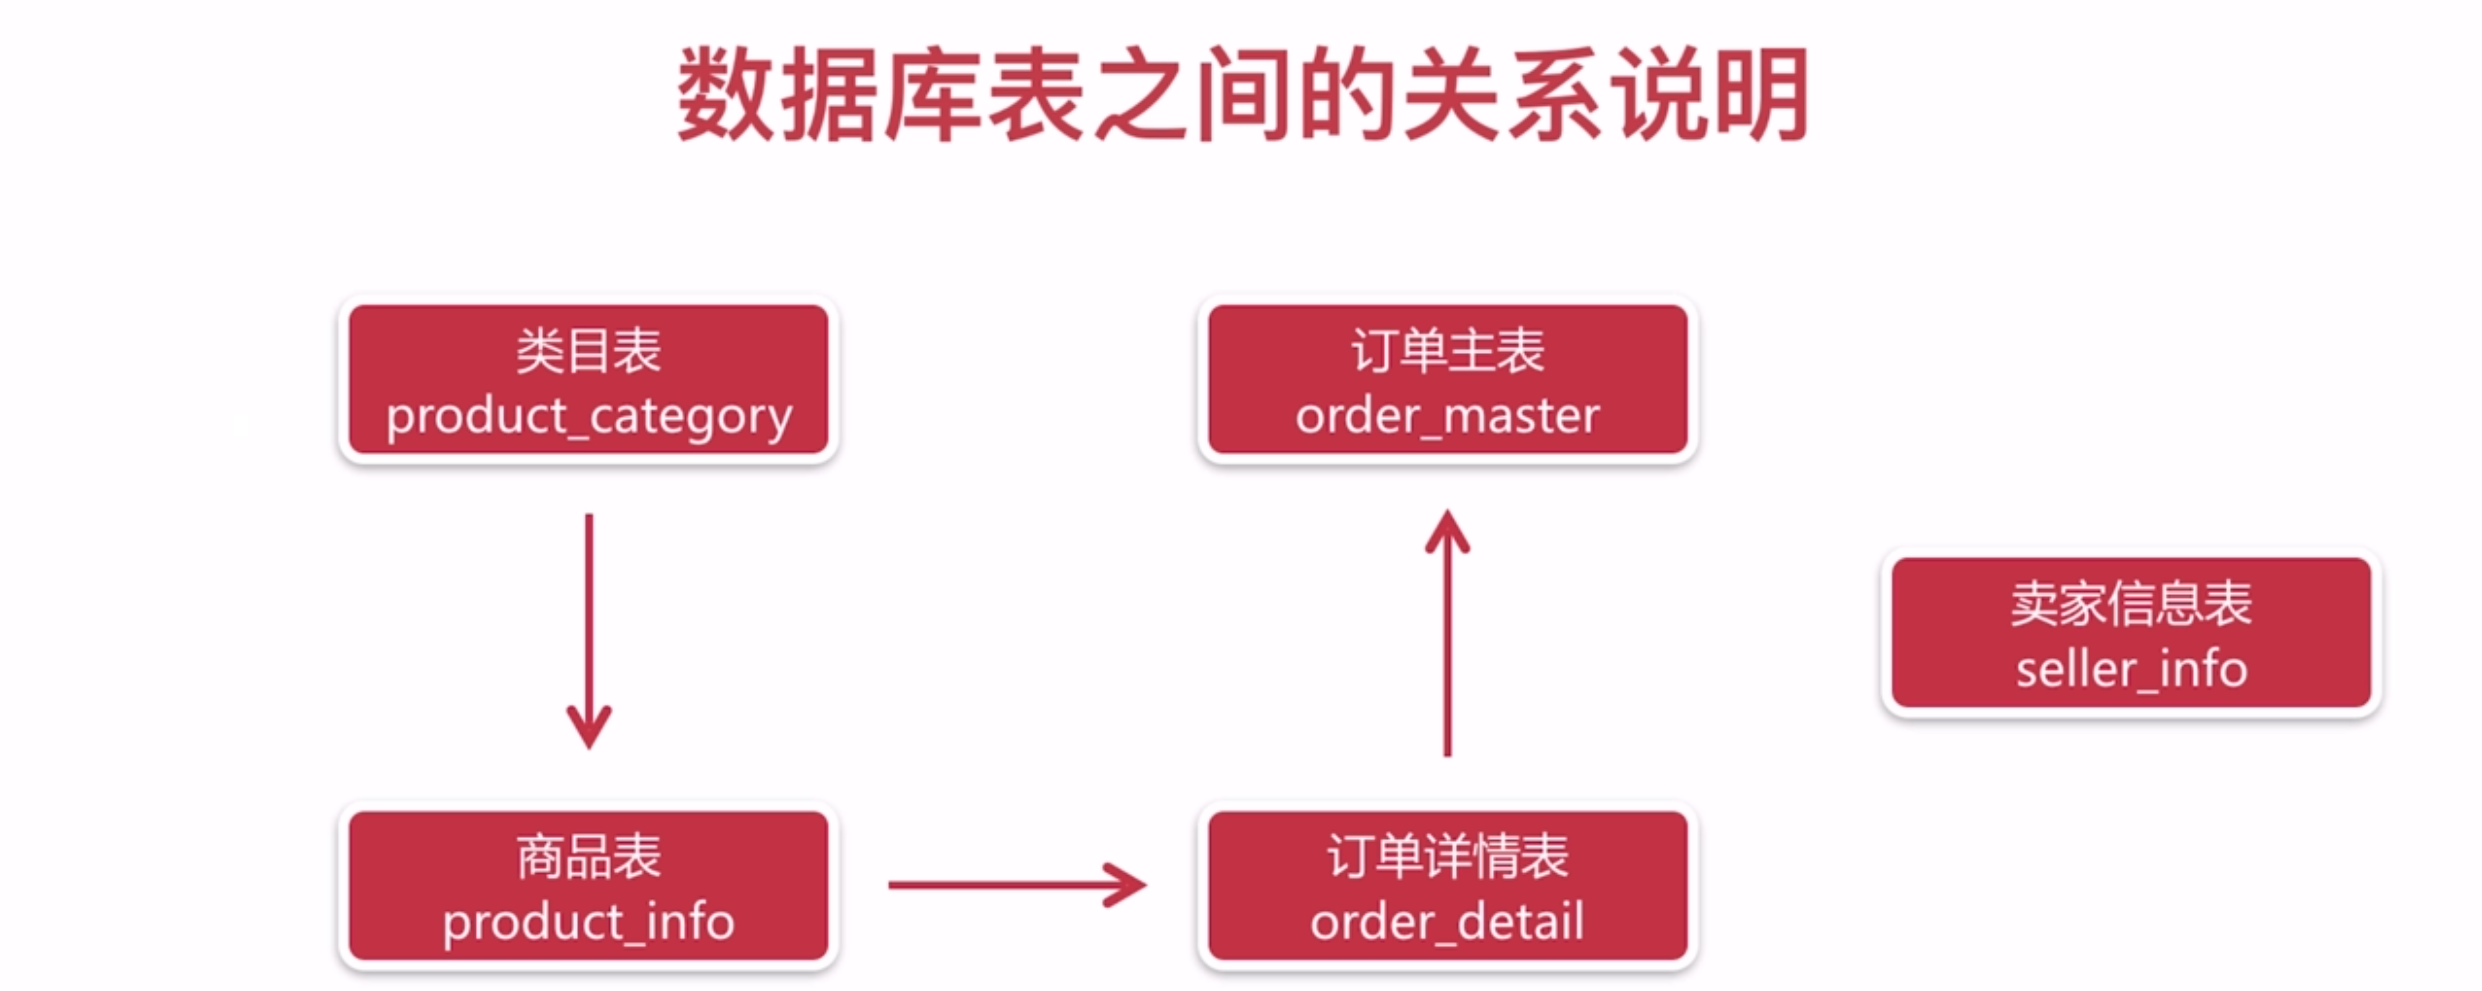 数据库表之间的关系说明
类目表
product_category
订单主表
order_master
卖家信息表
seller_info
商品表
product_info
订单详情表
order_detail